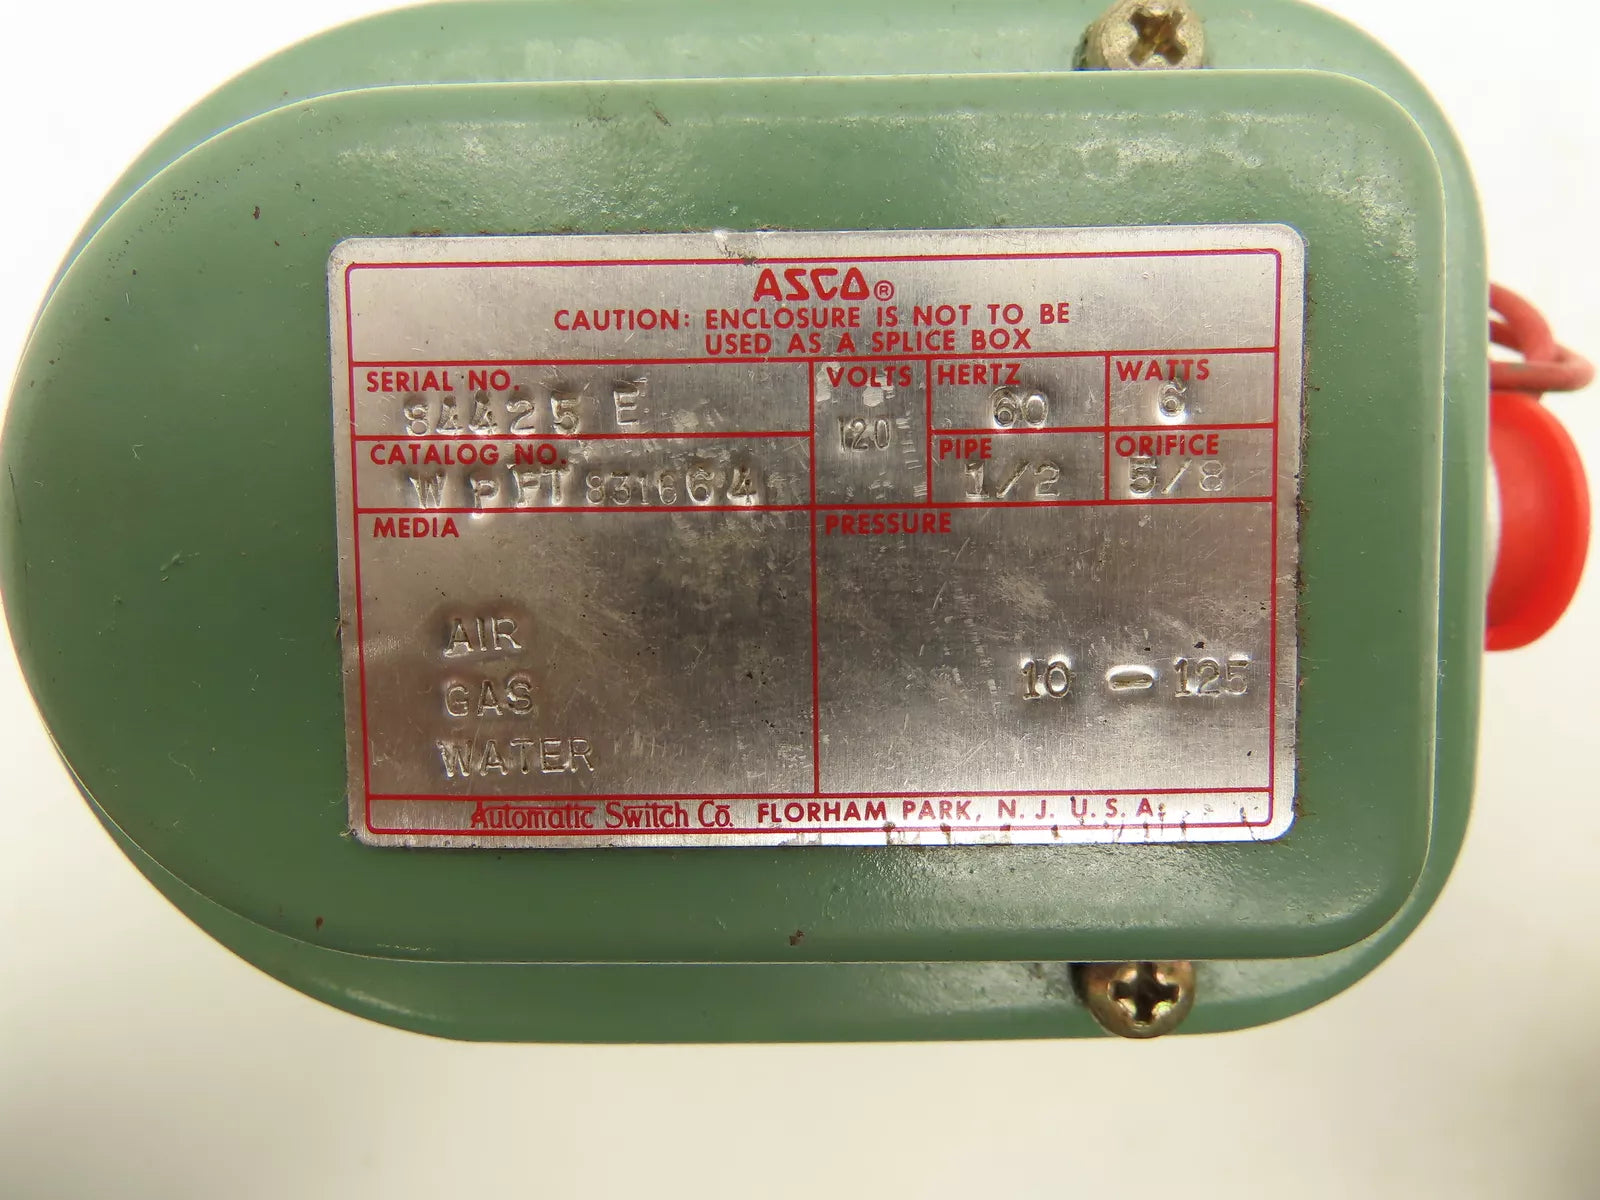 ASCO®
CAUTION: ENCLOSURE IS NOT TO BE
USED AS A SPLICE BOX
SERIAL NO.
84425 E
CATALOG NO.
WPFT831664
VOLTS
120
HERTZ
60
WATTS
6
PIPE
1/2
ORIFICE
5/8
MEDIA
AIR
GAS
WATER
PRESSURE
10 - 125
Automatic Switch Co. FLORHAM PARK, N. J. U. S. A.